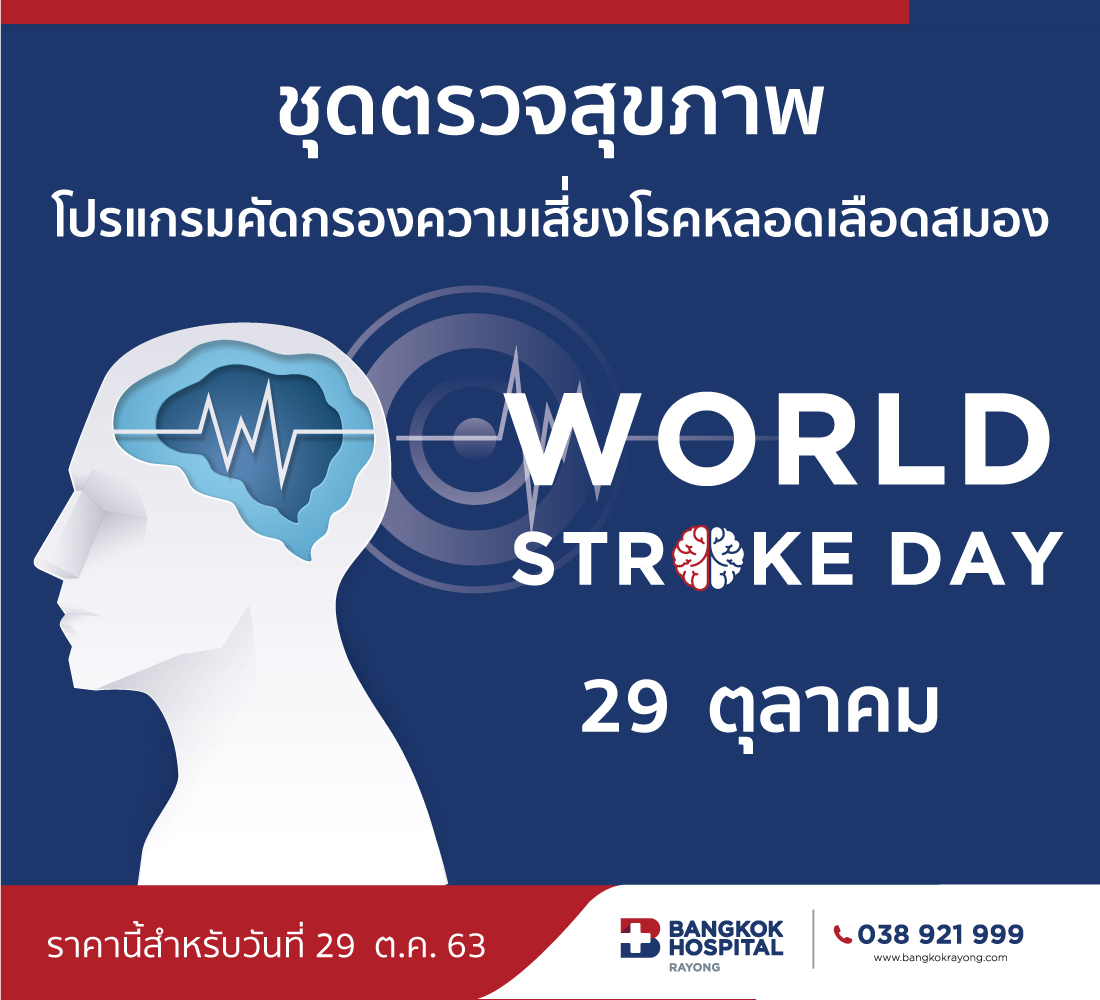 ชุดตรวจสุขภาพ
โปรแกรมคัดกรองความเสี่ยงโรคหลอดเลือดสมอง
WORLD
STROKE DAY
29 ตุลาคม
ราคานี้สำหรับวันที่ 29 ต.ค. 63
BANGKOK
HOSPITAL
RAYONG
038 921 999
www.bangkokrayong.com